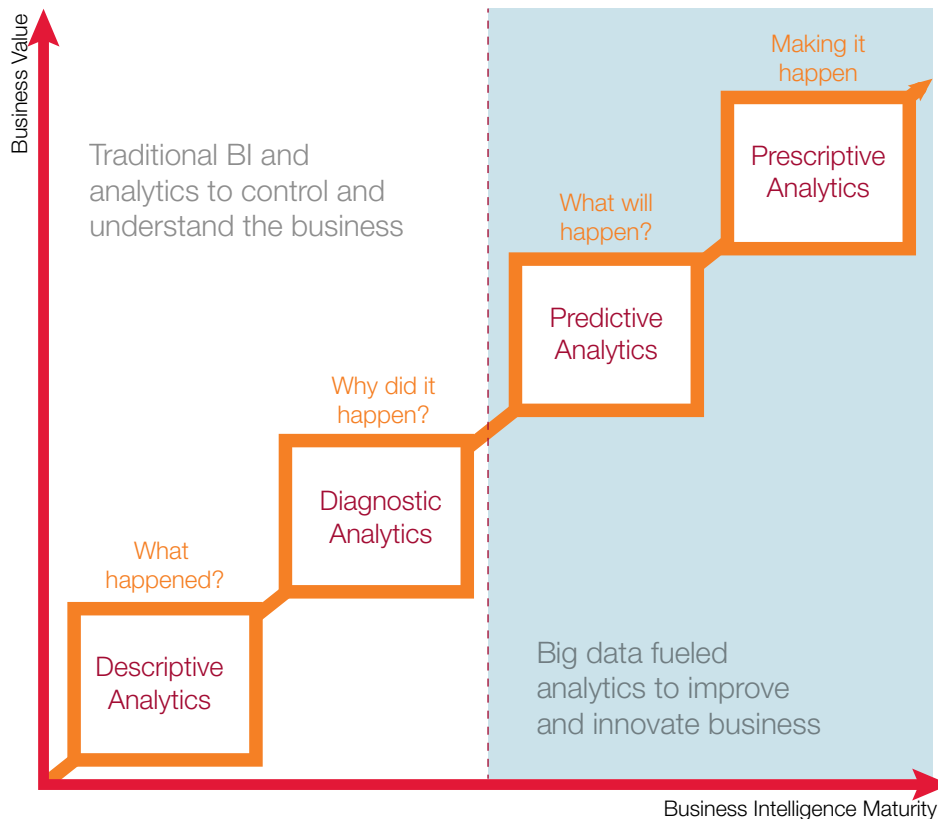 Business Value
Making it
happen
Prescriptive
Analytics
Traditional BI and
analytics to control and
understand the business
What will
happen?
Predictive
Analytics
Why did it
happen?
Diagnostic
Analytics
What
happened?
Descriptive
Analytics
Big data fueled
analytics to improve
and innovate business
Business Intelligence Maturity